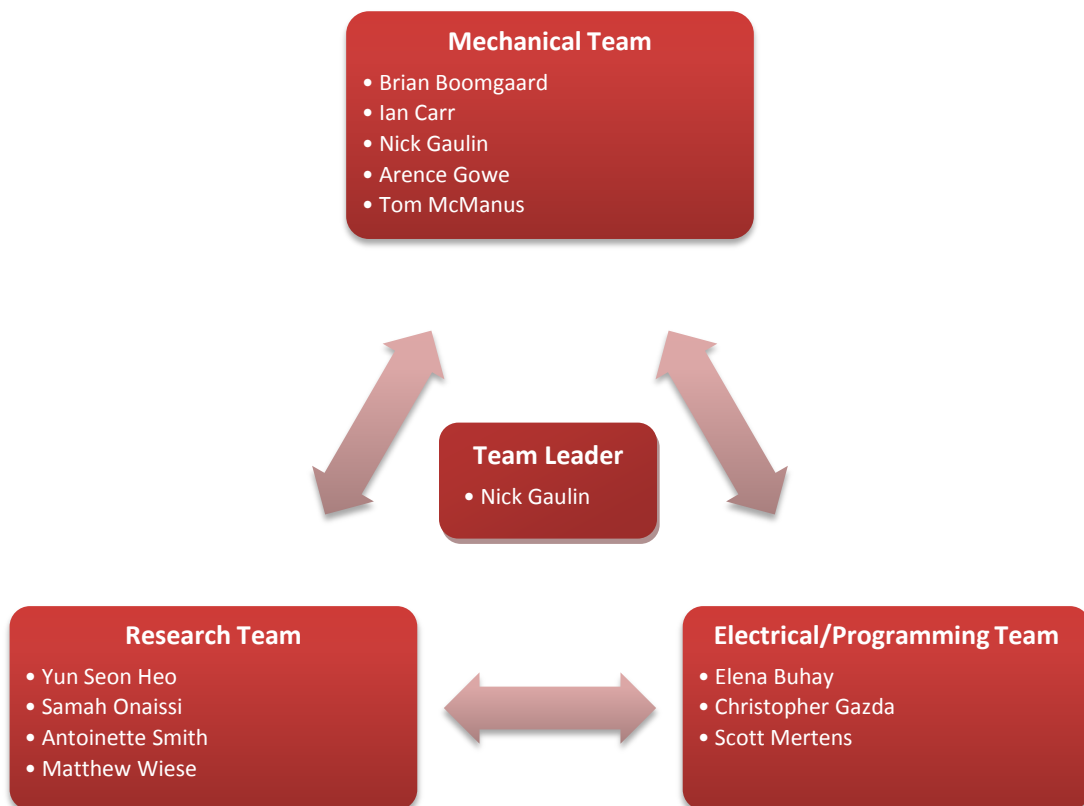 Mechanical Team
• Brian Boomgaard
• Ian Carr
• Nick Gaulin
• Arence Gowe
• Tom McManus
Team Leader
• Nick Gaulin
Research Team
• Yun Seon Heo
• Samah Onaissi
• Antoinette Smith
• Matthew Wiese
Electrical/Programming Team
• Elena Buhay
• Christopher Gazda
• Scott Mertens